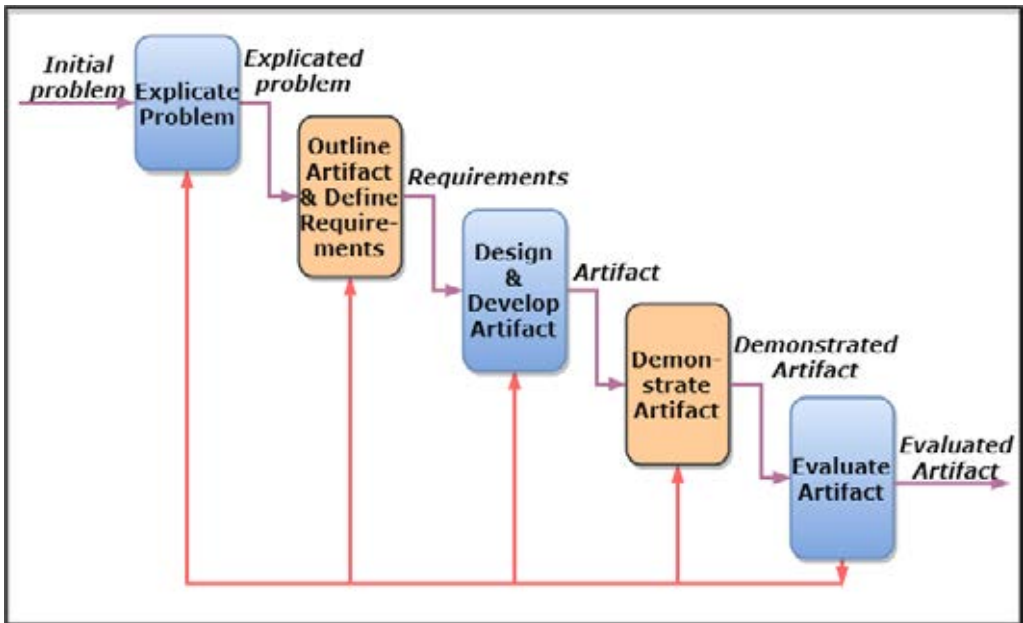 Initial
problem
Explicate
Problem
Explicated
problem
Outline
Artifact
& Define
Require-
ments
Requirements
Design
&
Develop
Artifact
Artifact
Demon-
strate
Artifact
Demonstrated
Artifact
Evaluate
Artifact
Evaluated
Artifact